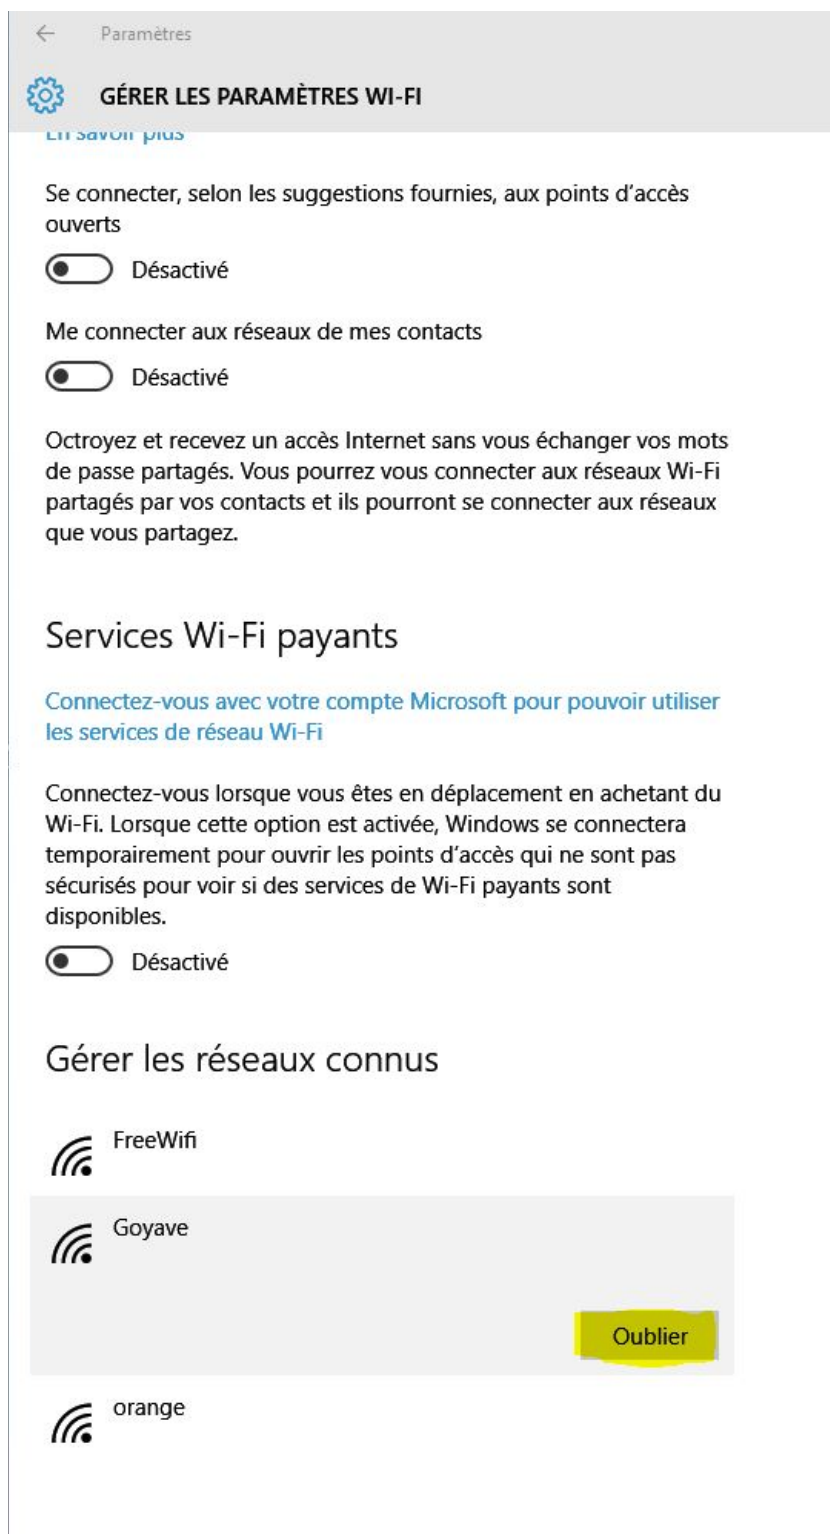 Paramètres
GÉRER LES PARAMÈTRES WI-FI
En savoir plus
Se connecter, selon les suggestions fournies, aux points d’accès
ouverts
Désactivé
Me connecter aux réseaux de mes contacts
Désactivé
Octroyez et recevez un accès Internet sans vous échanger vos mots
de passe partagés. Vous pourrez vous connecter aux réseaux Wi-Fi
partagés par vos contacts et ils pourront se connecter aux réseaux
que vous partagez.
Services Wi-Fi payants
Connectez-vous avec votre compte Microsoft pour pouvoir utiliser
les services de réseau Wi-Fi
Connectez-vous lorsque vous êtes en déplacement en achetant du
Wi-Fi. Lorsque cette option est activée, Windows se connectera
temporairement pour ouvrir les points d’accès qui ne sont pas
sécurisés pour voir si des services de Wi-Fi payants sont
disponibles.
Désactivé
Gérer les réseaux connus
FreeWifi
Goyave
Oublier
orange